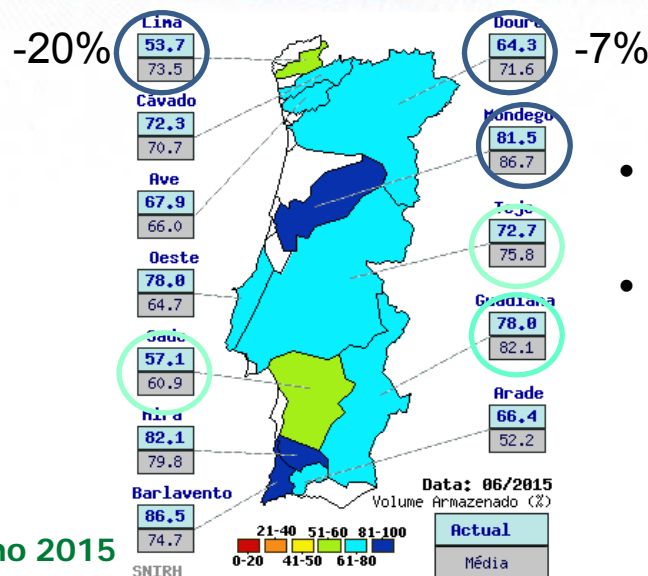 -20%
Lima
53.7
73.5
Cávado
72.3
70.7
Ave
67.9
66.0
Oeste
78.0
64.7
Sado
57.1
60.9
Mira
82.1
79.8
Barlavento
86.5
74.7
Douro
64.3
71.6
-7%
Mondego
81.5
86.7
•
Tejo
72.7
75.8
•
Guadiana
78.0
82.1
Arade
66.4
52.2
Data: 06/2015
Volume Armazenado (%)
Actual
Média
21-40 51-60 81-100
0-20 41-50 61-80
no 2015
SNIRH